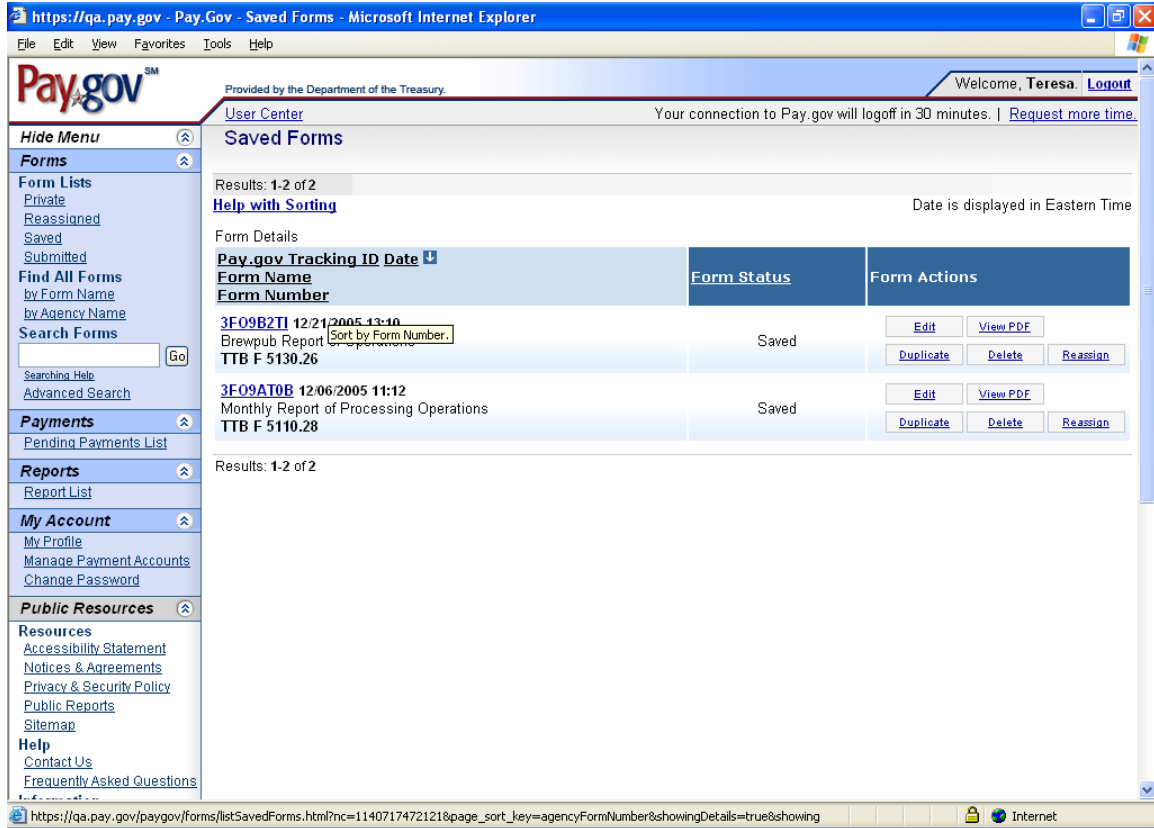 https://qa.pay.gov - Pay.Gov - Saved Forms - Microsoft Internet Explorer
File Edit View Favorites Tools Help
Pay.gov SM
Provided by the Department of the Treasury.
Welcome, Teresa. Logout
User Center
Your connection to Pay.gov will logoff in 30 minutes. | Request more time.
Hide Menu
Forms
Form Lists
Private
Reassigned
Saved
Submitted
Find All Forms
by Form Name
by Agency Name
Search Forms
Go
Searching Help
Advanced Search
Payments
Pending Payments List
Reports
Report List
My Account
My Profile
Manage Payment Accounts
Change Password
Public Resources
Resources
Accessibility Statement
Notices & Agreements
Privacy & Security Policy
Public Reports
Sitemap
Help
Contact Us
Frequently Asked Questions
Saved Forms
Results: 1-2 of 2
Help with Sorting
Date is displayed in Eastern Time
Form Details
Pay.gov Tracking ID Date
Form Name
Form Number
Form Status
Form Actions
3FO9B2TI 12/21/2005 13:10
Brewpub Report of Operations
Sort by Form Number.
TTB F 5130.26
Saved
Edit View PDF
Duplicate Delete Reassign
3FO9AT0B 12/06/2005 11:12
Monthly Report of Processing Operations
TTB F 5110.28
Saved
Edit View PDF
Duplicate Delete Reassign
Results: 1-2 of 2
https://qa.pay.gov/paygov/forms/listSavedForms.html?nc=1140717472121&page_sort_key=agencyFormNumber&showingDetails=true&showing
Internet